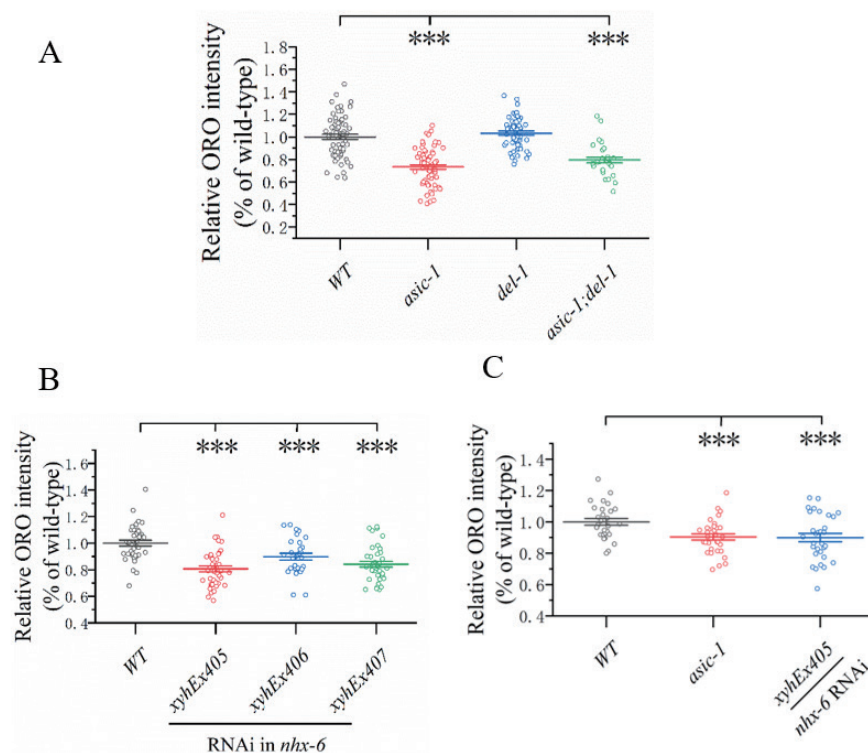 A
***
***
Relative ORO intensity
(% of wild-type)
1.8
1.6
1.4
1.2
1.0
0.8
0.6
0.4
0.2
WT
asic-1
del-1
asic-1;del-1
B
***
***
***
Relative ORO intensity
(% of wild-type)
1.6
1.4
1.2
1.0
0.8
0.6
0.4
WT
xyhEx405
xyhEx406
xyhEx407
RNAi in nhx-6
C
***
***
Relative ORO intensity
(% of wild-type)
1.4
1.2
1.0
0.8
0.6
0.4
WT
asic-1
xyhEx405
nhx-6 RNAi